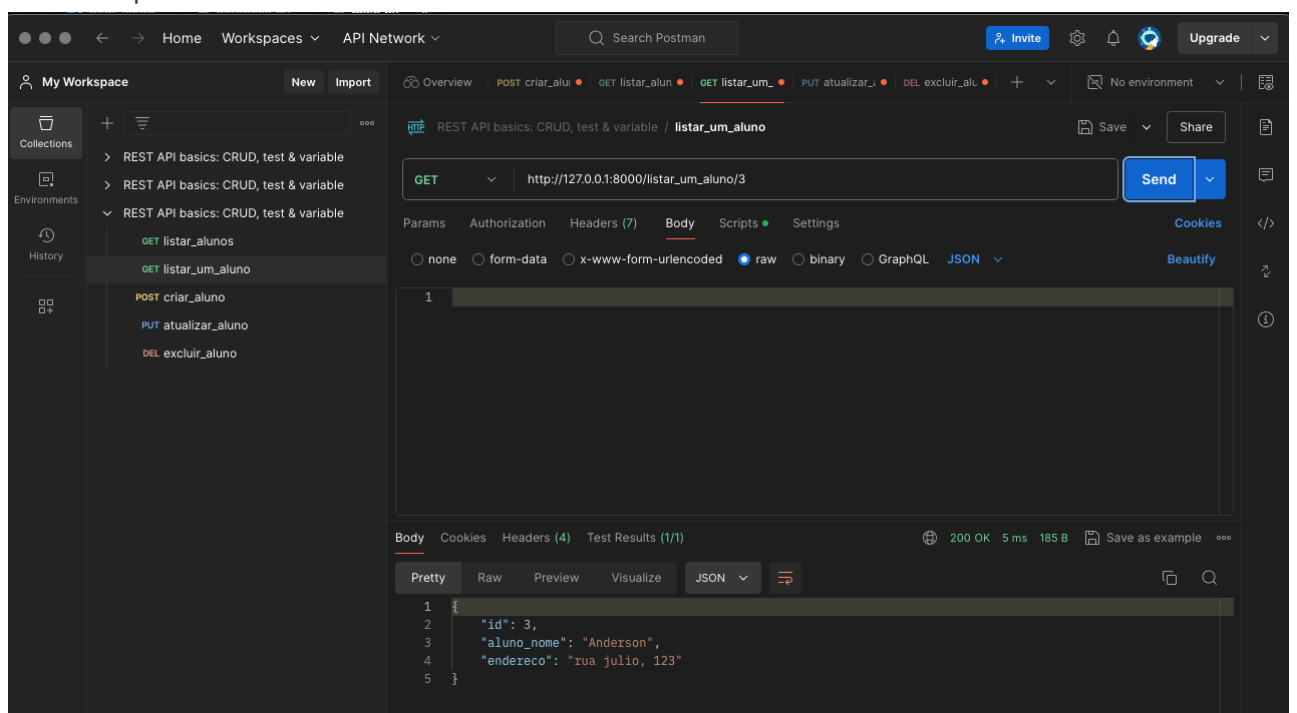 Home Workspaces API Network Search Postman Invite Upgrade
My Workspace New Import Overview POST criar_alu GET listar_alun GET listar_um_ PUT atualizar_a DEL excluir_alu No environment
Collections
REST API basics: CRUD, test & variable
REST API basics: CRUD, test & variable
REST API basics: CRUD, test & variable
GET listar_alunos
GET listar_um_aluno
POST criar_aluno
PUT atualizar_aluno
DEL excluir_aluno
Environments
History
HTTP REST API basics: CRUD, test & variable / listar_um_aluno Save Share
GET http://127.0.0.1:8000/listar_um_aluno/3 Send
Params Authorization Headers (7) Body Scripts Settings Cookies
none form-data x-www-form-urlencoded raw binary GraphQL JSON Beautify
1
Body Cookies Headers (4) Test Results (1/1) 200 OK 5 ms 185 B Save as example
Pretty Raw Preview Visualize JSON
1 {
2 "id": 3,
3 "aluno_nome": "Anderson",
4 "endereco": "rua julio, 123"
5 }